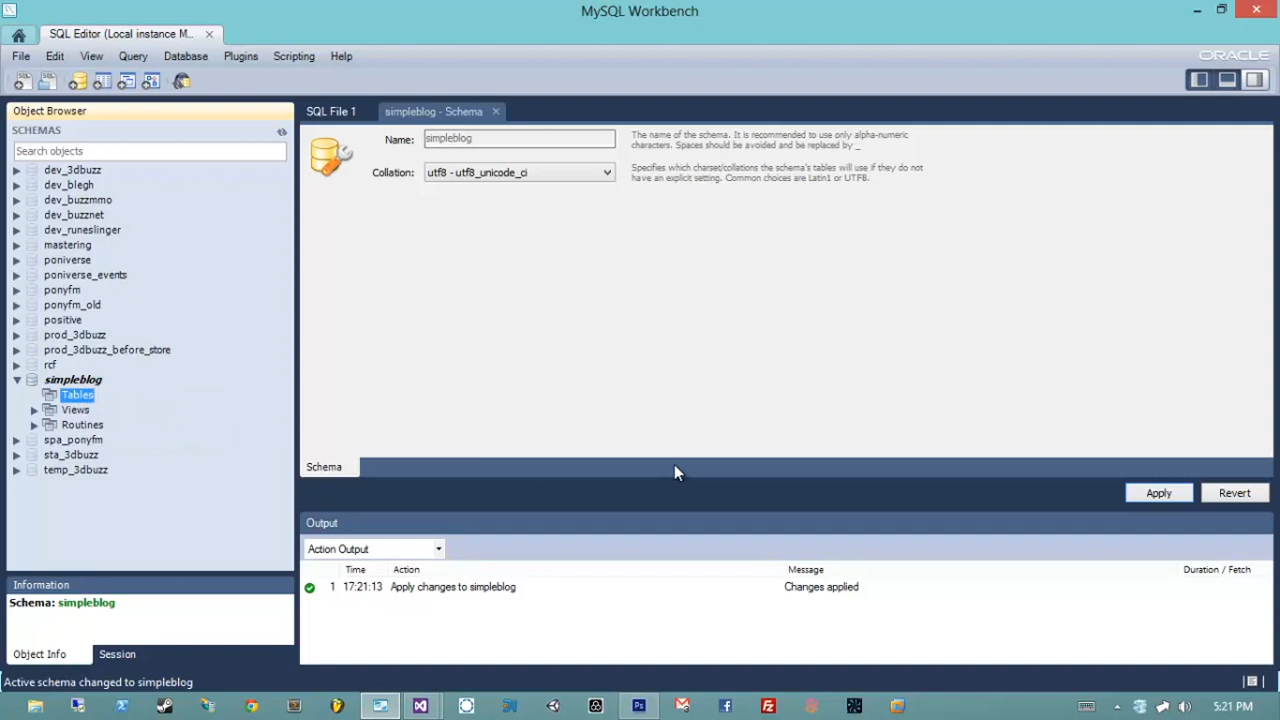 MySQL Workbench
SQL Editor (Local instance M...
File Edit View Query Database Plugins Scripting Help
ORACLE
Object Browser
SCHEMAS
Search objects
dev_3dbuzz
dev_blegh
dev_buzzmmo
dev_buzznet
dev_runeslinger
mastering
poniverse
poniverse_events
ponyfm
ponyfm_old
positive
prod_3dbuzz
prod_3dbuzz_before_store
rcf
simpleblog
Tables
Views
Routines
spa_ponyfm
sta_3dbuzz
temp_3dbuzz
Information
Schema: simpleblog
Object Info Session
SQL File 1 simpleblog - Schema
Name: simpleblog
The name of the schema. It is recommended to use only alpha-numeric
characters. Spaces should be avoided and be replaced by _
Collation: utf8 - utf8_unicode_ci
Specifies which charset/collations the schema's tables will use if they do not
have an explicit setting. Common choices are Latin1 or UTF8.
Schema
Apply Revert
Output
Action Output
Time Action Message Duration / Fetch
1 17:21:13 Apply changes to simpleblog Changes applied
Active schema changed to simpleblog
5:21 PM